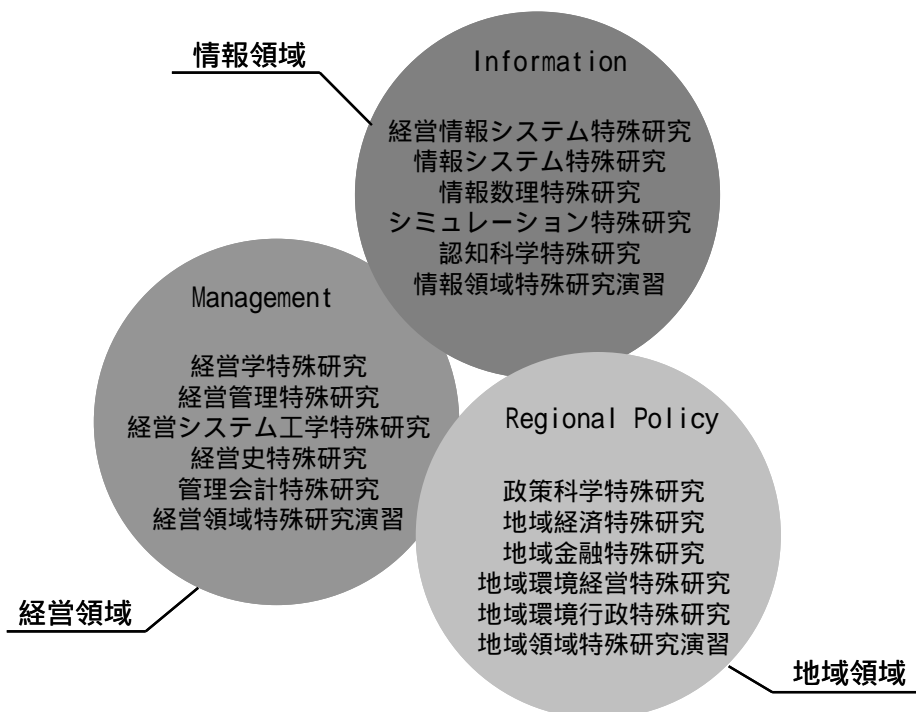 情報領域
Information
経営情報システム特殊研究
情報システム特殊研究
情報数理特殊研究
シミュレーション特殊研究
認知科学特殊研究
情報領域特殊研究演習
Management
経営学特殊研究
経営管理特殊研究
経営システム工学特殊研究
経営史特殊研究
管理会計特殊研究
経営領域特殊研究演習
経営領域
Regional Policy
政策科学特殊研究
地域経済特殊研究
地域金融特殊研究
地域環境経営特殊研究
地域環境行政特殊研究
地域領域特殊研究演習
地域領域